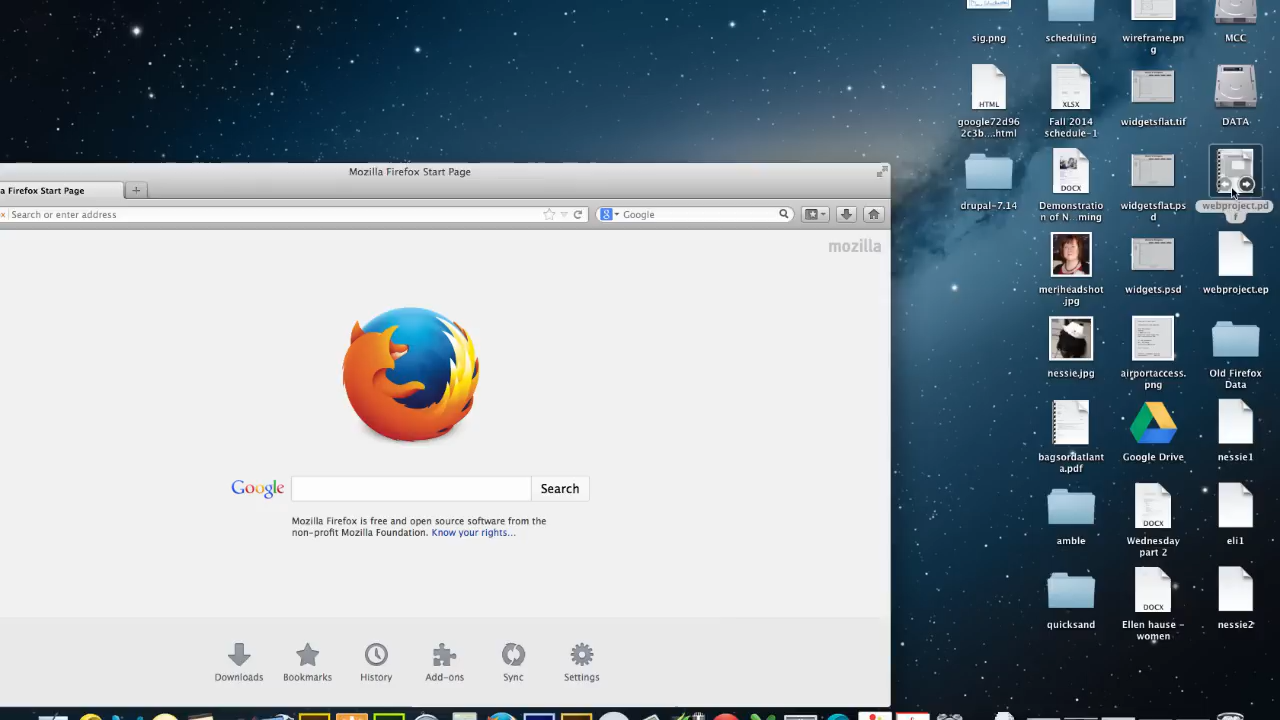 sig.png
scheduling
wireframe.pn
g
MCC
HTML
google72d96
2c3b....html
XLSX
Fall 2014
schedule-1
widgetsflat.tif
DATA
drupal-7.14
DOCX
Demonstratio
n of N...ming
widgetsflat.ps
d
webproject.pd
f
meriheadshot
.jpg
widgets.psd
webproject.ep
nessie.jpg
airportaccess.
png
Old Firefox
Data
bagsordatlant
a.pdf
Google Drive
nessie1
amble
DOCX
Wednesday
part 2
eli1
quicksand
DOCX
Ellen hause -
women
nessie2
Mozilla Firefox Start Page
a Firefox Start Page
Search or enter address
Google
mozilla
Google
Search
Mozilla Firefox is free and open source software from the
non-profit Mozilla Foundation. Know your rights...
Downloads
Bookmarks
History
Add-ons
Sync
Settings